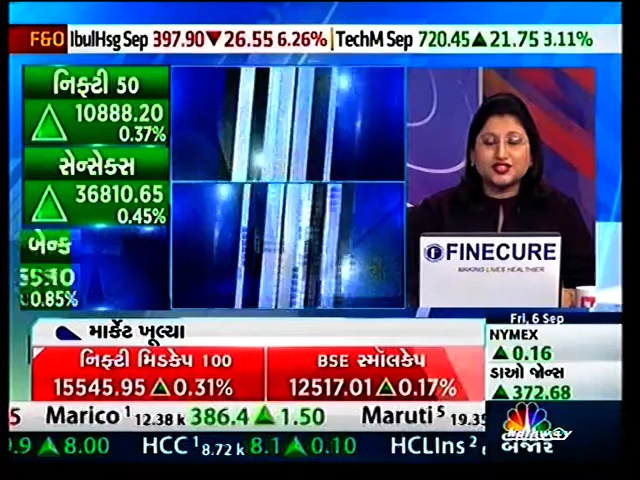 F&O IbulHsg Sep 397.90▼26.55 6.26% TechM Sep 720.45▲21.75 3.11%
નિફ્ટી 50
10888.20
0.37%
સેન્સેક્સ
36810.65
0.45%
બેન્ક
0.85%
FINECURE
MAKING LIVES HEALTHIER
Fri, 6 Sep
માર્કેટ ખૂલ્યા
નિફ્ટી મિડકેપ 100
15545.95▲0.31%
BSE સ્મૉલકેપ
12517.01▲0.17%
NYMEX
▲0.16
ડાઓ જોન્સ
▲372.68
5 Marico 1 12.38 k 386.4▲1.50 Maruti 5 19.35
.9▲8.00 HCC 1 8.72 k 8.1▲0.10 HCLIns 2
hathway
બજાર